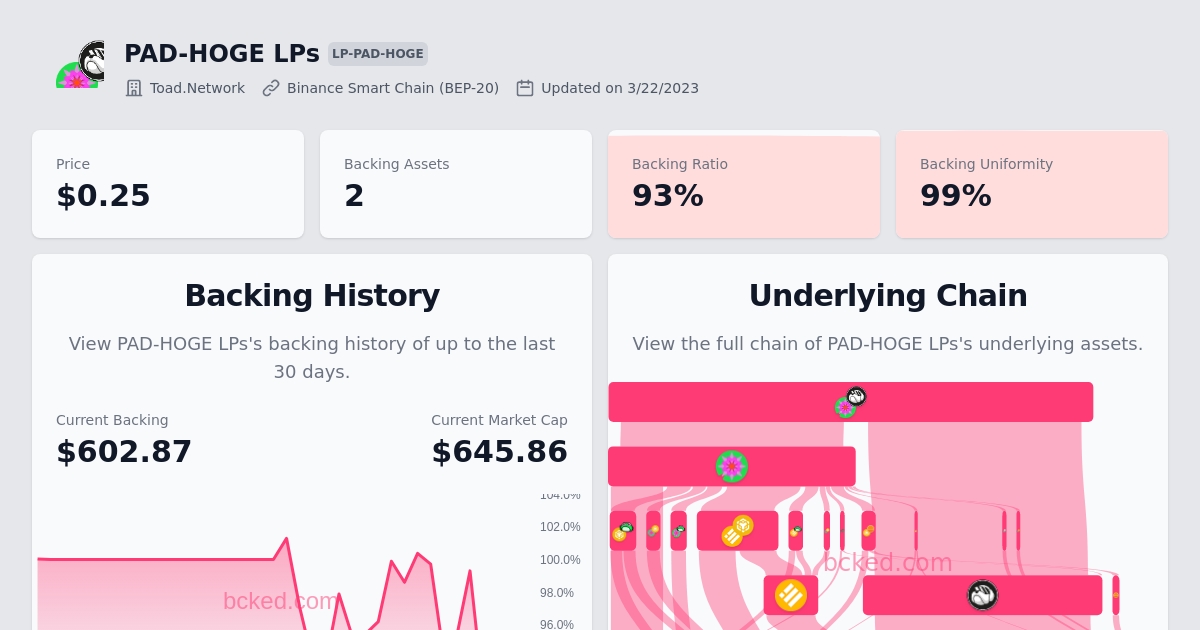 PAD-HOGE LPs LP-PAD-HOGE
Toad.Network Binance Smart Chain (BEP-20) Updated on 3/22/2023
Price
$0.25
Backing Assets
2
Backing Ratio
93%
Backing Uniformity
99%
Backing History
View PAD-HOGE LPs's backing history of up to the last
30 days.
Current Backing
$602.87
Current Market Cap
$645.86
104.0%
102.0%
100.0%
98.0%
96.0%
bcked.com
Underlying Chain
View the full chain of PAD-HOGE LPs's underlying assets.
bcked.com